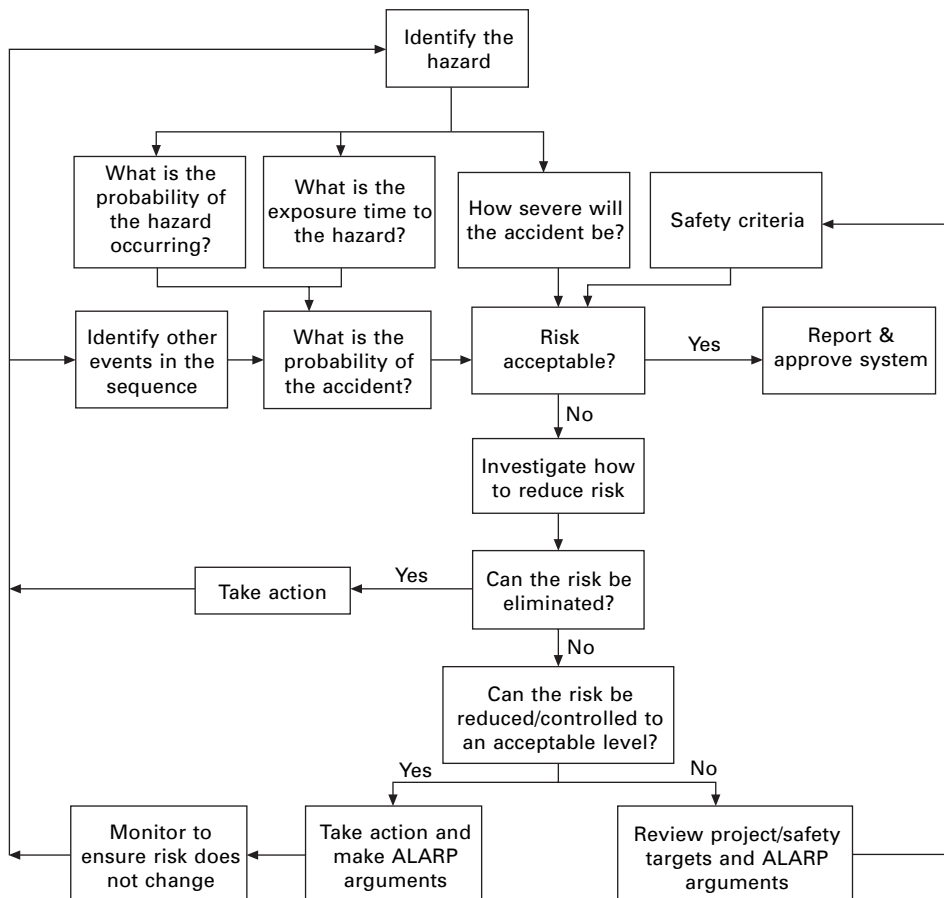 Identify the
hazard
What is the
probability of
the hazard
occurring?
What is the
exposure time to
the hazard?
How severe will
the accident be?
Safety criteria
Identify other
events in the
sequence
What is the
probability of
the accident?
Risk
acceptable?
Yes
Report &
approve system
No
Investigate how
to reduce risk
Can the risk be
eliminated?
Yes
Take action
No
Can the risk be
reduced/controlled to
an acceptable level?
Yes
No
Monitor to
ensure risk does
not change
Take action and
make ALARP
arguments
Review project/safety
targets and ALARP
arguments